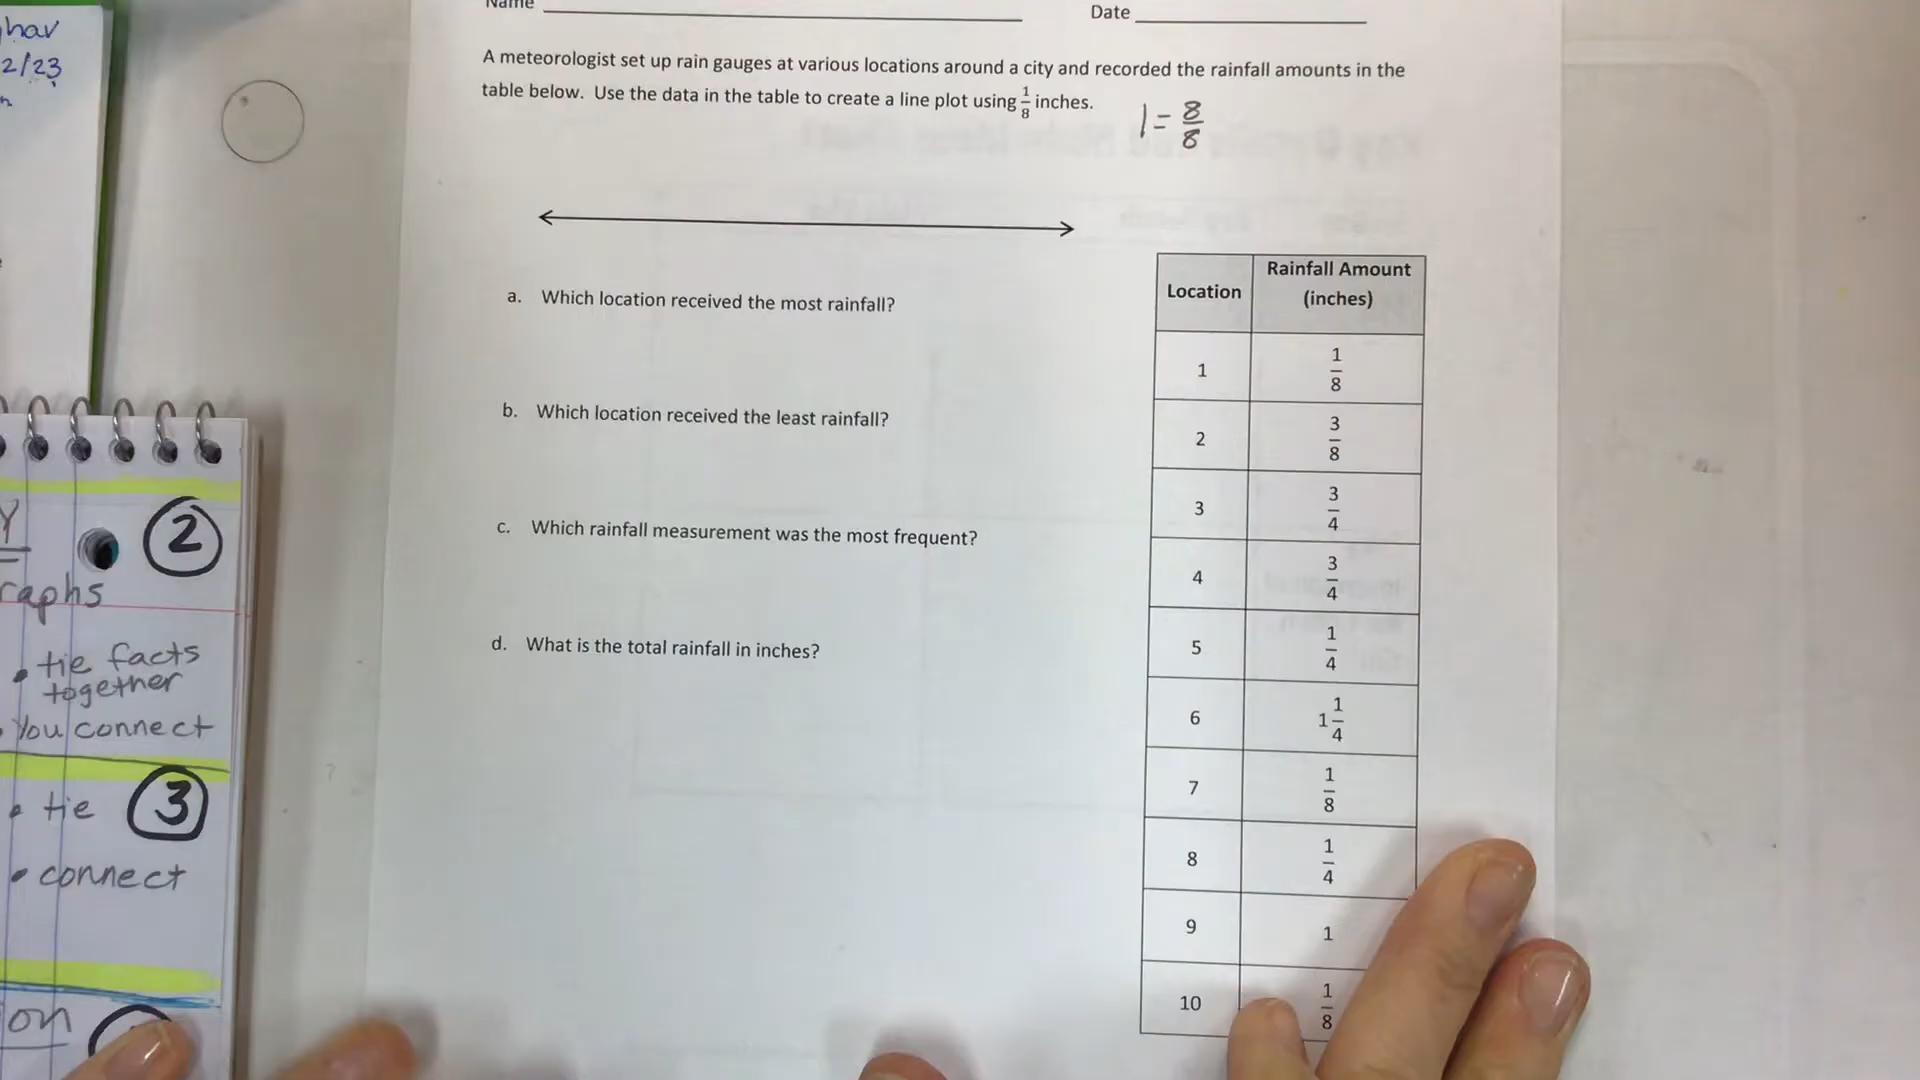 Name Date
A meteorologist set up rain gauges at various locations around a city and recorded the rainfall amounts in the
table below. Use the data in the table to create a line plot using 1/8 inches.
1 = 8/8
a. Which location received the most rainfall?
b. Which location received the least rainfall?
c. Which rainfall measurement was the most frequent?
d. What is the total rainfall in inches?
Location Rainfall Amount (inches)
1 1/8
2 3/8
3 3/4
4 3/4
5 1/4
6 1 1/4
7 1/8
8 1/4
9 1
10 1/8
2/23
2
raphs
• tie facts
together
• You connect
3
• tie
• connect
on